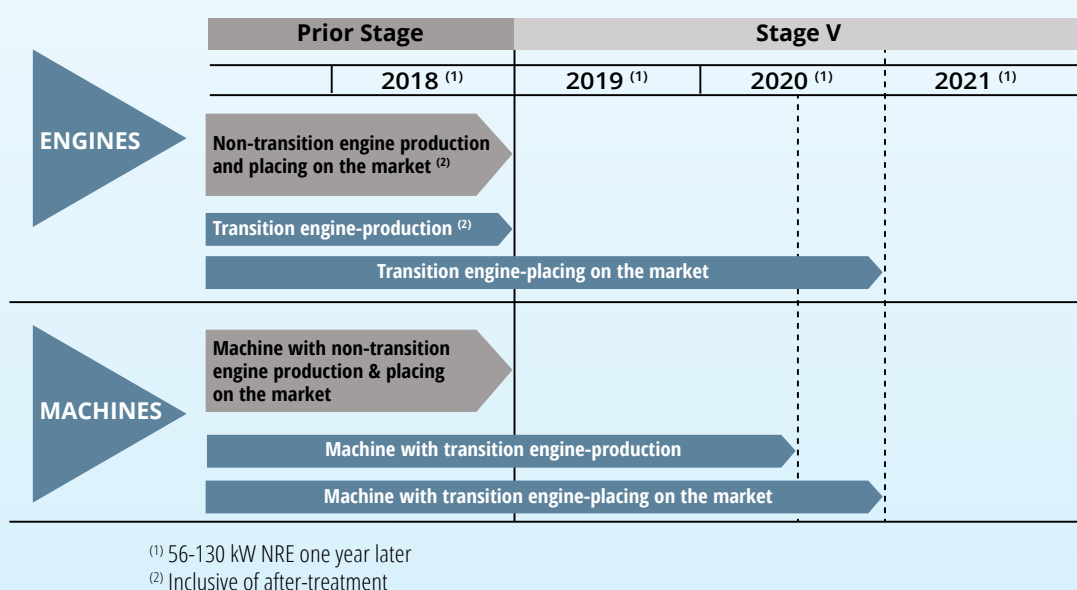 Prior Stage
Stage V
2018 (1)
2019 (1)
2020 (1)
2021 (1)
ENGINES
Non-transition engine production
and placing on the market (2)
Transition engine-production (2)
Transition engine-placing on the market
MACHINES
Machine with non-transition
engine production & placing
on the market
Machine with transition engine-production
Machine with transition engine-placing on the market
(1) 56-130 kW NRE one year later
(2) Inclusive of after-treatment